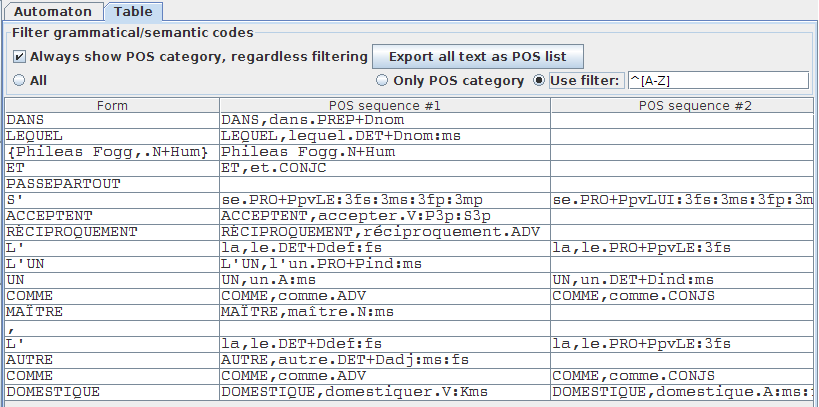 Automaton Table
Filter grammatical/semantic codes
Always show POS category, regardless filtering Export all text as POS list
All Only POS category Use filter: ^[A-Z]
Form POS sequence #1 POS sequence #2
DANS DANS,dans.PREP+Dnom
LEQUEL LEQUEL,lequel.DET+Dnom:ms
{Phileas Fogg,.N+Hum} Phileas Fogg.N+Hum
ET ET,et.CONJC
PASSEPARTOUT
S' se.PRO+PpvLE:3fs:3ms:3fp:3mp se.PRO+PpvLUI:3fs:3ms:3fp:3m
ACCEPTENT ACCEPTENT,accepter.V:P3p:S3p
RÉCIPROQUEMENT RÉCIPROQUEMENT,réciproquement.ADV
L' la,le.DET+Ddef:fs la,le.PRO+PpvLE:3fs
L'UN L'UN,l'un.PRO+Pind:ms
UN UN,un.A:ms UN,un.DET+Dind:ms
COMME COMME,comme.ADV COMME,comme.CONJS
MAÎTRE MAÎTRE,maître.N:ms
,
L' la,le.DET+Ddef:fs la,le.PRO+PpvLE:3fs
AUTRE AUTRE,autre.DET+Dadj:ms:fs
COMME COMME,comme.ADV COMME,comme.CONJS
DOMESTIQUE DOMESTIQUE,domestiquer.V:Kms DOMESTIQUE,domestique.A:ms: